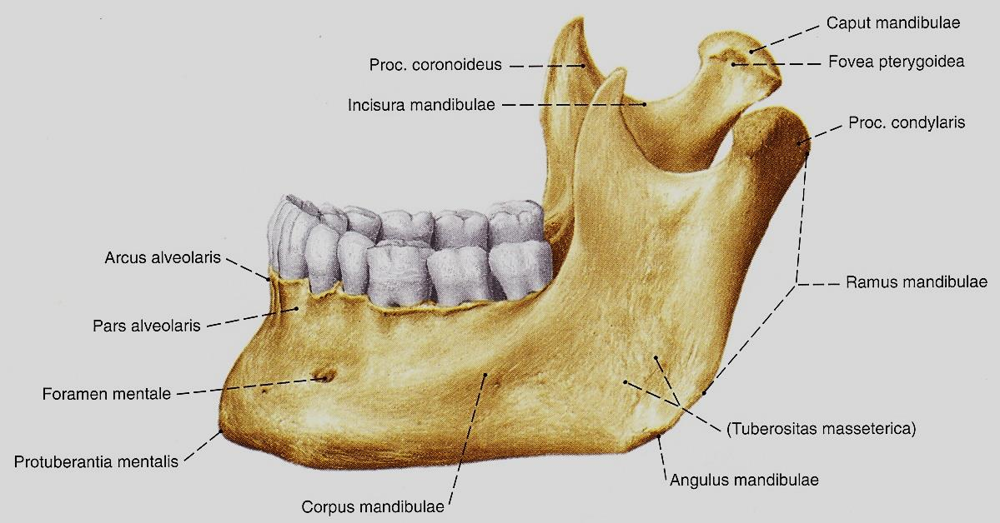 Caput mandibulae
Proc. coronoideus
Fovea pterygoidea
Incisura mandibulae
Proc. condylaris
Arcus alveolaris
Ramus mandibulae
Pars alveolaris
Foramen mentale
(Tuberositas masseterica)
Protuberantia mentalis
Angulus mandibulae
Corpus mandibulae